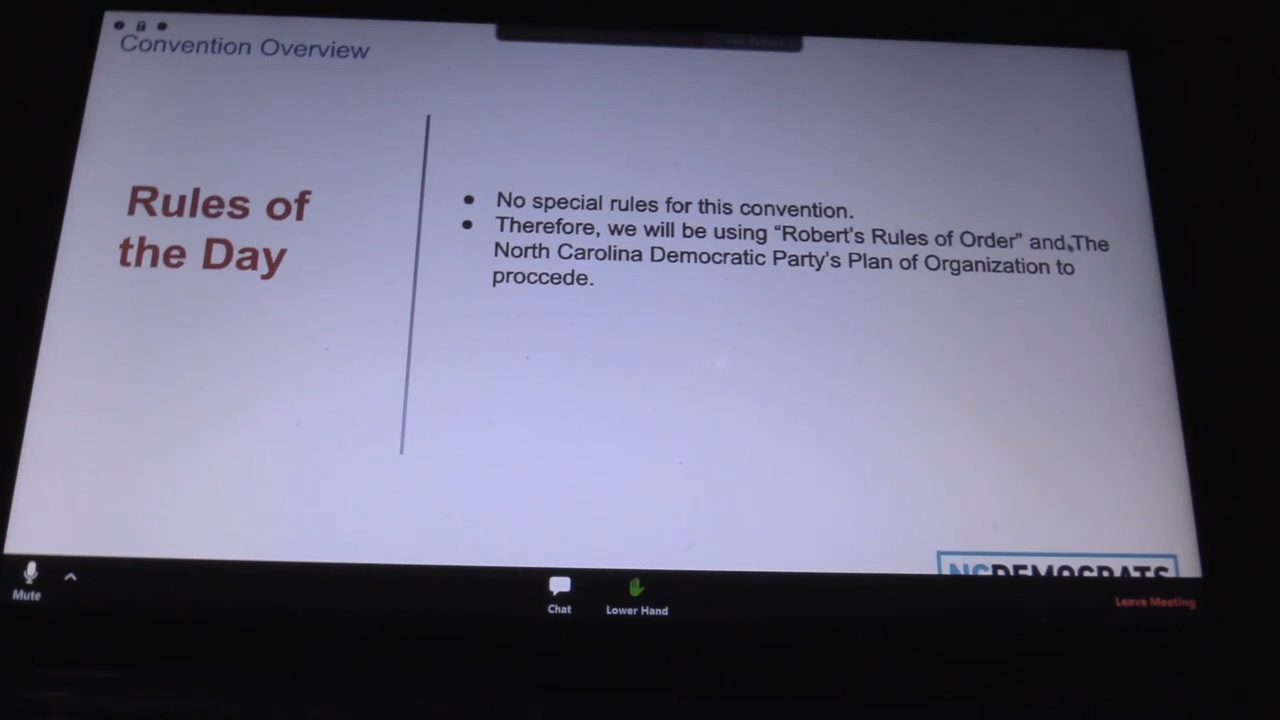 Convention Overview
Rules of
the Day
● No special rules for this convention.
● Therefore, we will be using “Robert’s Rules of Order” and The
North Carolina Democratic Party’s Plan of Organization to
proccede.
NCDEMOCRATS
Mute
Chat
Lower Hand
Leave Meeting